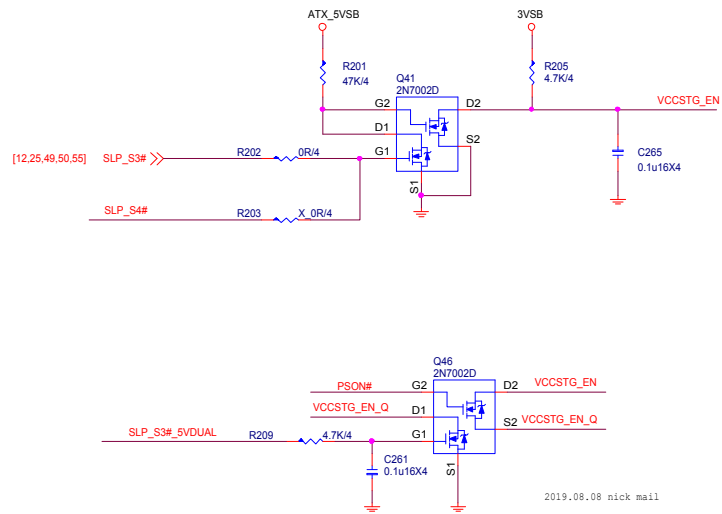 ATX_5VSB
3VSB
R201
47K/4
Q41
2N7002D
R205
4.7K/4
G2
D2
VCCSTG_EN
D1
S2
[12,25,49,50,55]
SLP_S3#
R202
0R/4
G1
C265
0.1u16X4
S1
SLP_S4#
R203
X_0R/4
Q46
2N7002D
PSON#
G2
D2
VCCSTG_EN
VCCSTG_EN_Q
D1
S2
VCCSTG_EN_Q
SLP_S3#_5VDUAL
R209
4.7K/4
G1
C261
0.1u16X4
S1
2019.08.08 nick mail